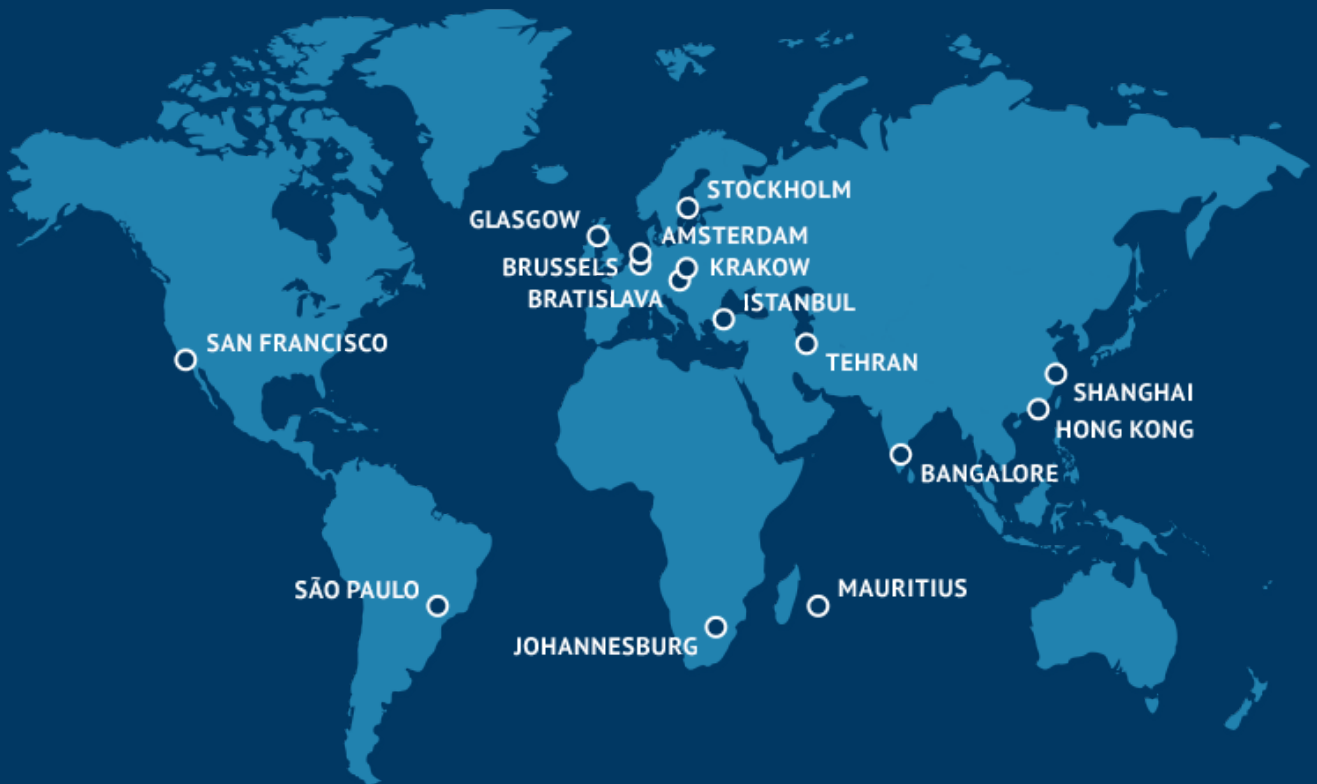 STOCKHOLM
GLASGOW
AMSTERDAM
BRUSSELS
KRAKOW
BRATISLAVA
ISTANBUL
SAN FRANCISCO
TEHRAN
SHANGHAI
HONG KONG
BANGALORE
SÃO PAULO
MAURITIUS
JOHANNESBURG